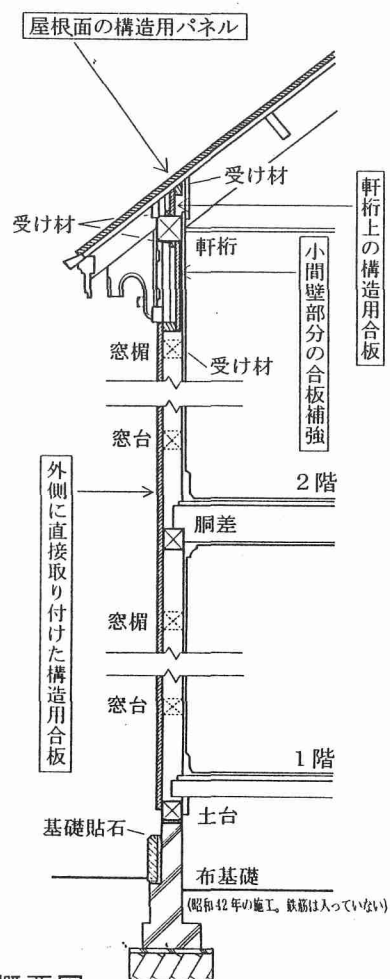 屋根面の構造用パネル
受け材
受け材
軒桁
軒桁上の構造用合板
小間壁部分の合板補強
窓楣
受け材
窓台
外側に直接取り付けた構造用合板
2階
胴差
窓楣
窓台
1階
土台
基礎貼石
布基礎
(昭和42年の施工。鉄筋は入っていない)